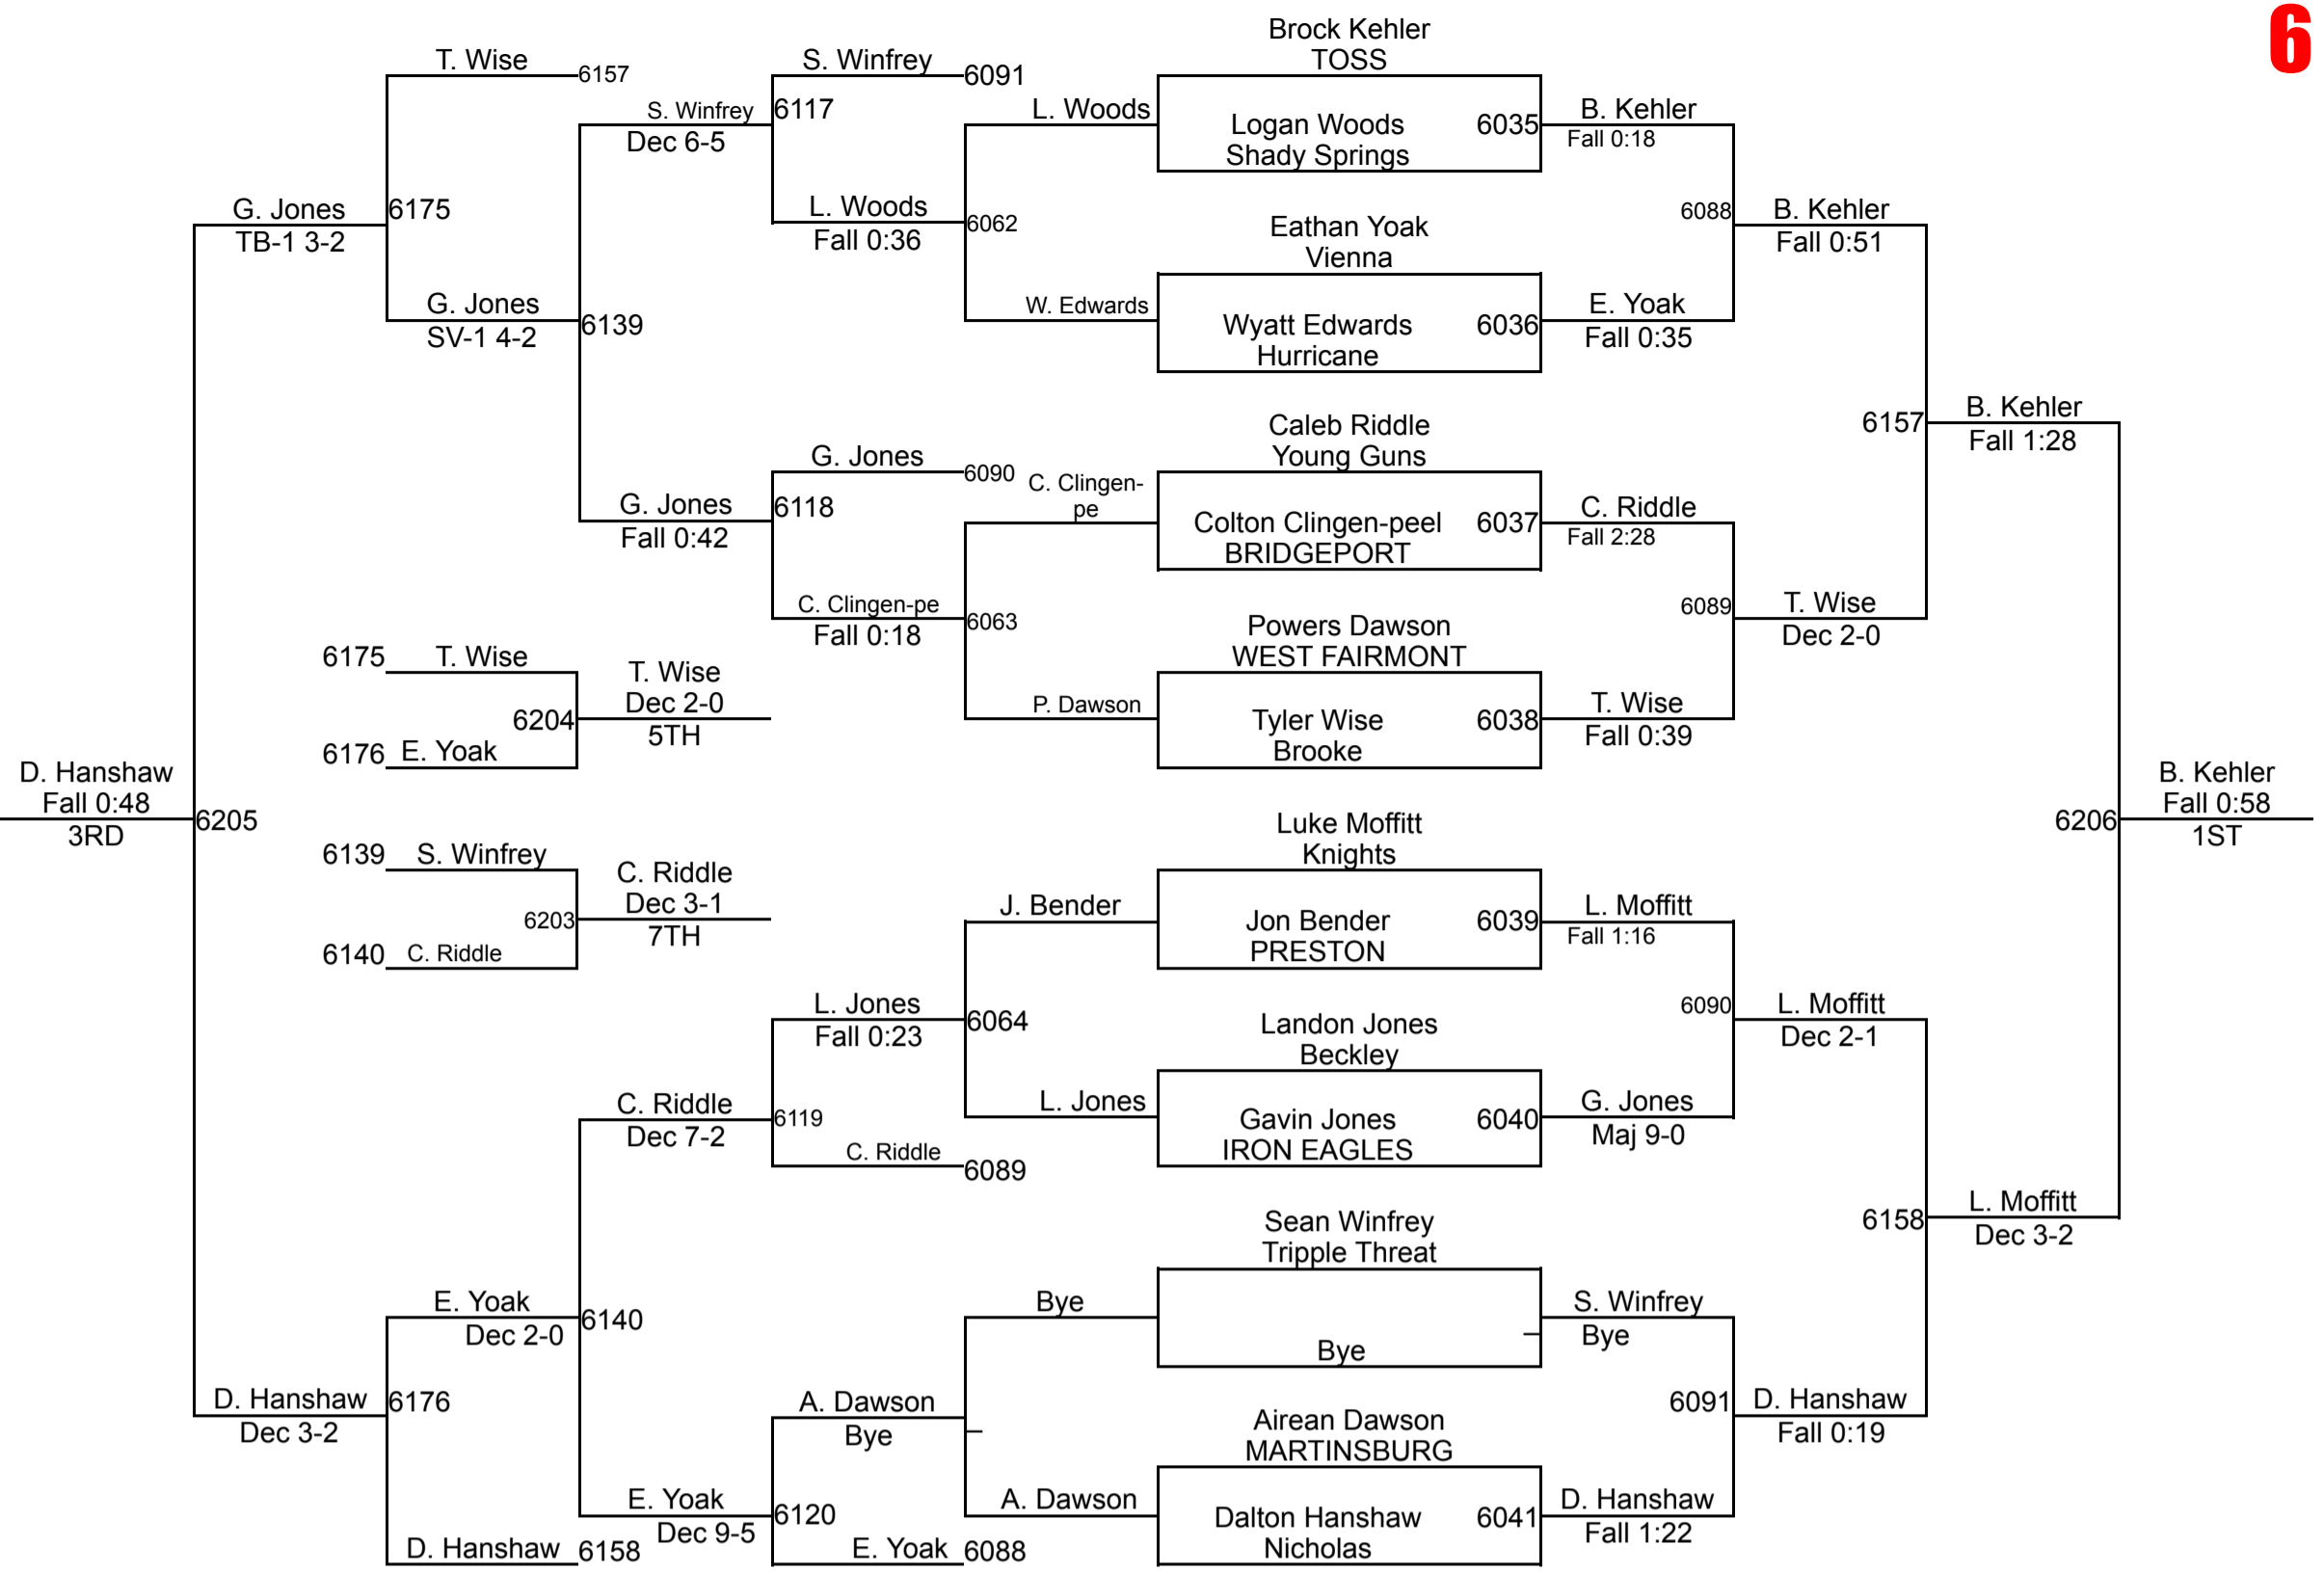 6
Brock Kehler
TOSS
T. Wise
6157
S. Winfrey
6091
S. Winfrey
6117
Dec 6-5
L. Woods
Logan Woods
6035
Shady Springs
B. Kehler
Fall 0:18
G. Jones
6175
TB-1 3-2
L. Woods
6062
Fall 0:36
Eathan Yoak
Vienna
6088
B. Kehler
Fall 0:51
G. Jones
6139
SV-1 4-2
W. Edwards
Wyatt Edwards
6036
Hurricane
E. Yoak
Fall 0:35
Caleb Riddle
Young Guns
6157
B. Kehler
Fall 1:28
G. Jones
6090
C. Clingen-
pe
G. Jones
6118
Fall 0:42
Colton Clingen-peel
6037
BRIDGEPORT
C. Riddle
Fall 2:28
C. Clingen-pe
6063
Fall 0:18
Powers Dawson
WEST FAIRMONT
6089
T. Wise
Dec 2-0
6175
T. Wise
T. Wise
Dec 2-0
6204
5TH
6176
E. Yoak
P. Dawson
Tyler Wise
6038
Brooke
T. Wise
Fall 0:39
D. Hanshaw
Fall 0:48
6205
3RD
Luke Moffitt
Knights
6206
B. Kehler
Fall 0:58
1ST
6139
S. Winfrey
C. Riddle
Dec 3-1
6203
7TH
6140
C. Riddle
J. Bender
Jon Bender
6039
PRESTON
L. Moffitt
Fall 1:16
L. Jones
6064
Fall 0:23
Landon Jones
Beckley
6090
L. Moffitt
Dec 2-1
C. Riddle
6119
Dec 7-2
C. Riddle
6089
L. Jones
Gavin Jones
6040
IRON EAGLES
G. Jones
Maj 9-0
Sean Winfrey
Tripple Threat
6158
L. Moffitt
Dec 3-2
E. Yoak
6140
Dec 2-0
Bye
Bye
S. Winfrey
Bye
D. Hanshaw
6176
Dec 3-2
A. Dawson
Bye
Airean Dawson
MARTINSBURG
6091
D. Hanshaw
Fall 0:19
E. Yoak
6120
Dec 9-5
A. Dawson
Dalton Hanshaw
6041
Nicholas
D. Hanshaw
Fall 1:22
D. Hanshaw
6158
E. Yoak
6088